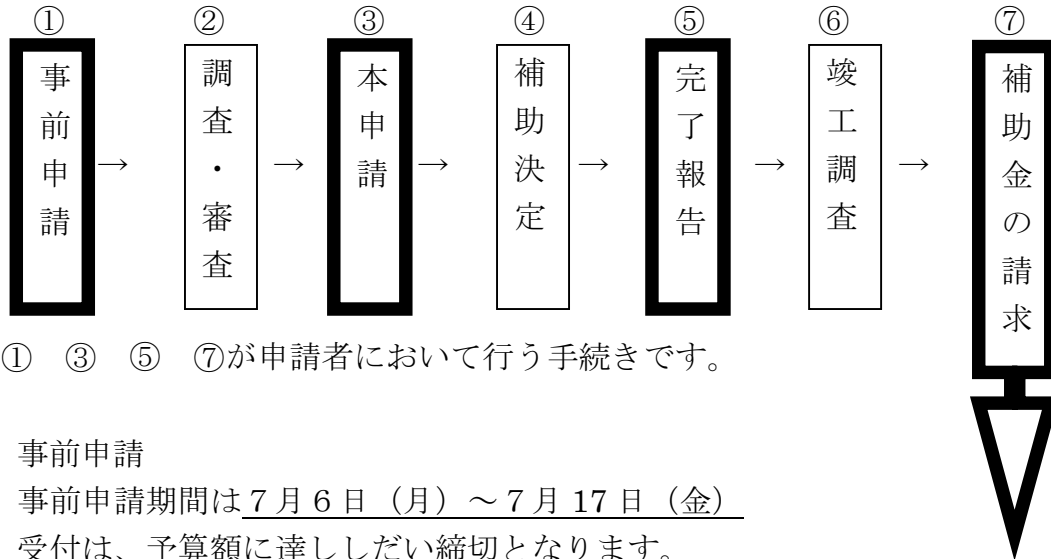 ① ② ③ ④ ⑤ ⑥ ⑦
事前申請
→
調査・審査
→
本申請
→
補助決定
→
完了報告
→
竣工調査
→
補助金の請求
① ③ ⑤ ⑦が申請者において行う手続きです。
事前申請
事前申請期間は7月6日(月)~7月17日(金)
受付は、予算額に達ししだい締切となります。